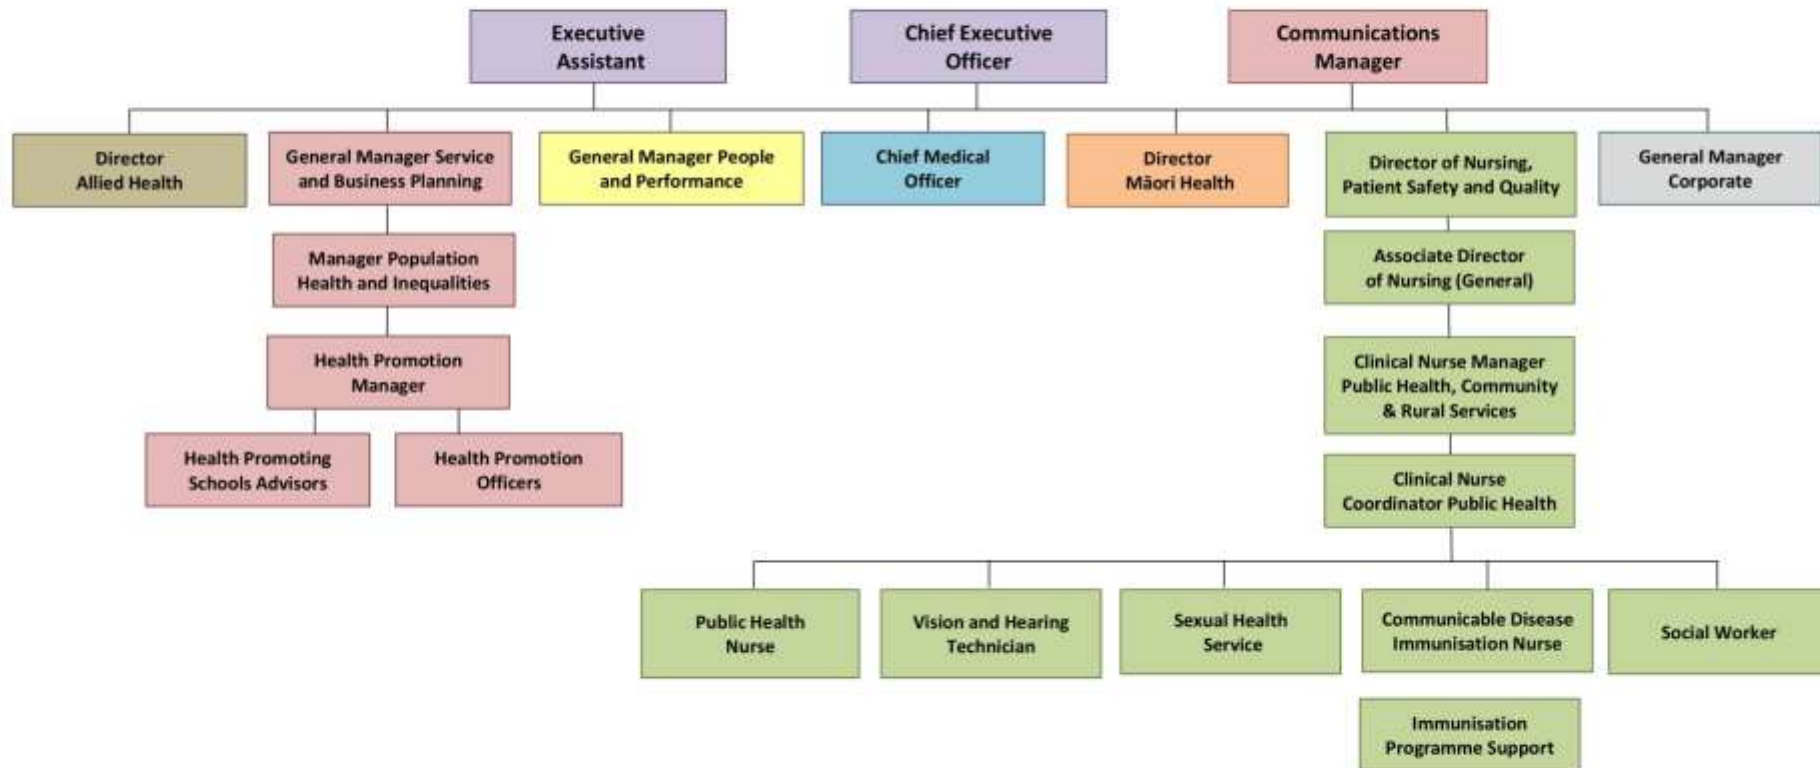 Executive
Assistant
Chief Executive
Officer
Communications
Manager
Director
Allied Health
General Manager Service
and Business Planning
General Manager People
and Performance
Chief Medical
Officer
Director
Māori Health
Director of Nursing,
Patient Safety and Quality
General Manager
Corporate
Manager Population
Health and Inequalities
Associate Director
of Nursing (General)
Health Promotion
Manager
Clinical Nurse Manager
Public Health, Community
& Rural Services
Health Promoting
Schools Advisors
Health Promotion
Officers
Clinical Nurse
Coordinator Public Health
Public Health
Nurse
Vision and Hearing
Technician
Sexual Health
Service
Communicable Disease
Immunisation Nurse
Social Worker
Immunisation
Programme Support